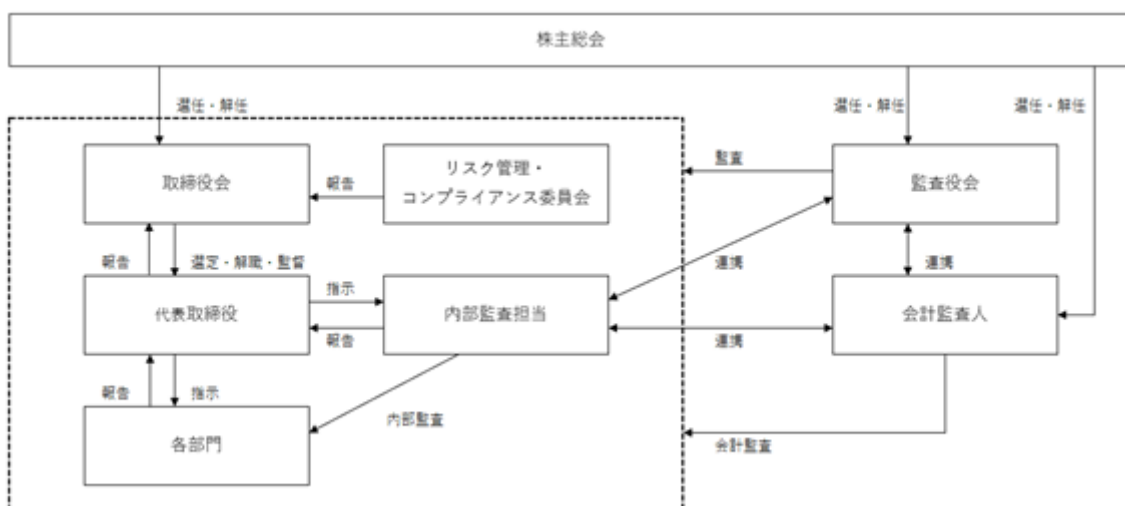 株主総会
選任・解任
選任・解任
選任・解任
取締役会
報告
リスク管理・
コンプライアンス委員会
監査
監査役会
報告
選定・解職・監督
連携
連携
代表取締役
指示
報告
内部監査担当
連携
会計監査人
報告
指示
内部監査
各部門
会計監査